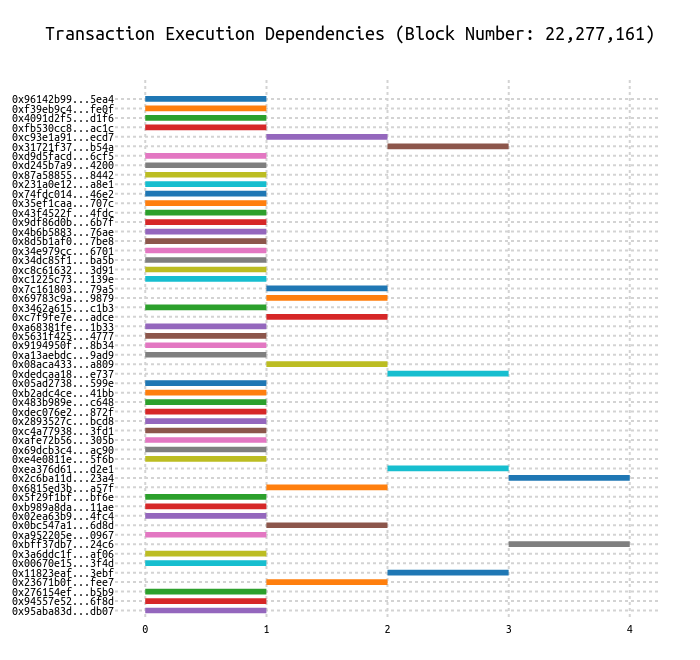 Transaction Execution Dependencies (Block Number: 22,277,161)
0x96142b99...5ea4
0xf39eb9c4...fe0f
0x4091d2f5...d1f6
0xfb530cc8...ac1c
0xc93e1a91...ecd7
0x31721f37...b54a
0xd9d5facd...6cf5
0xd245b7a9...4200
0x87a58855...8442
0x231a0e12...a8e1
0x74fdc014...46e2
0x35ef1caa...707c
0x43f4522f...4fdc
0x9df86d0b...6b7f
0x4b6b5883...76ae
0x8d5b1af0...7be8
0x34e979cc...6701
0x34dc85f1...ba5b
0xc8c61632...3d91
0xc1225c73...139e
0x7c161803...79a5
0x69783c9a...9879
0x3462a615...c1b3
0xc7f9fe7e...adce
0xa68381fe...1b33
0x5631f425...4777
0x9194950f...8b34
0xa13aebdc...9ad9
0x08aca433...a809
0xdedcaa18...e737
0x05ad2738...599e
0xb2adc4ce...41bb
0x483b989e...c648
0xdec076e2...872f
0x2893527c...bcd8
0xc4a77938...3fd1
0xafe72b56...305b
0x69dcb3c4...ac90
0xe4e0811e...5f6b
0xea376d61...d2e1
0x2c6ba11d...23a4
0x6815ed3b...a57f
0x5f29f1bf...bf6e
0xb989a8da...11ae
0x02ea63b9...4fc4
0x0bc547a1...6d8d
0xa952205e...0967
0xbff37db7...24c6
0x3a6ddc1f...af06
0x00670e15...3f4d
0x11823eaf...3ebf
0x23671b0f...fee7
0x276154ef...b5b9
0x94557e52...6f8d
0x95aba83d...db07
0 1 2 3 4